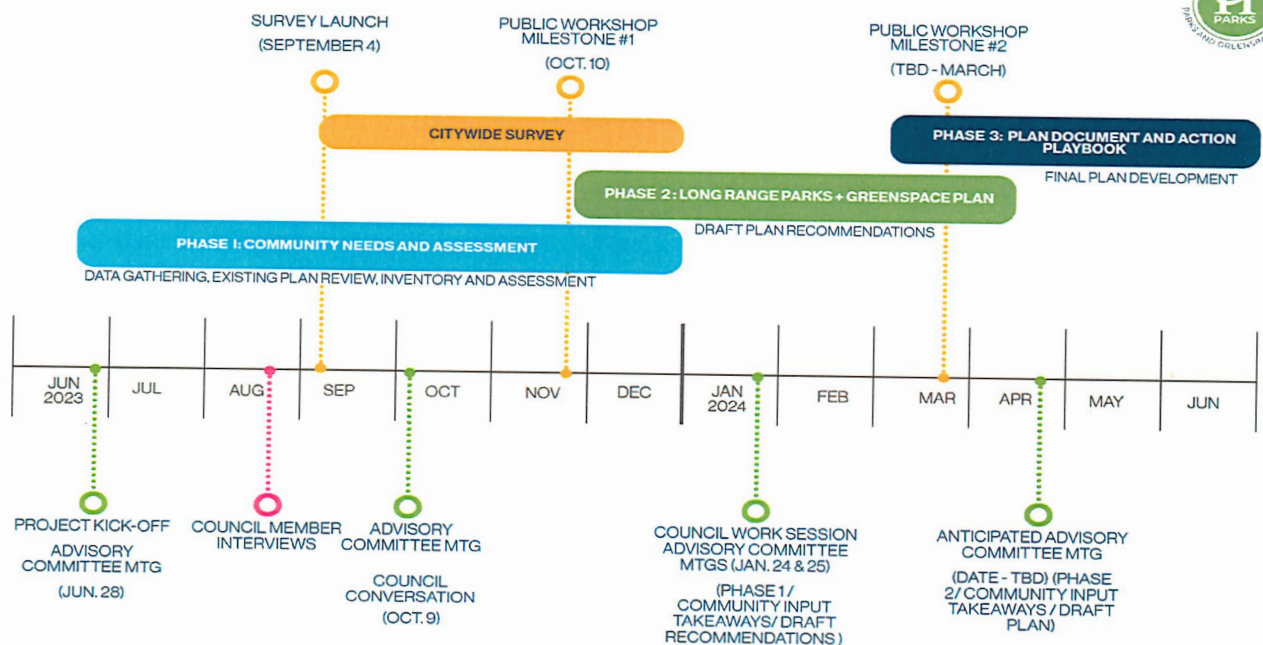 SURVEY LAUNCH
(SEPTEMBER 4)
PUBLIC WORKSHOP
MILESTONE #1
(OCT. 10)
PUBLIC WORKSHOP
MILESTONE #2
(TBD - MARCH)
PARKS
PARKS AND GREENSPA
CITYWIDE SURVEY
PHASE 3: PLAN DOCUMENT AND ACTION
PLAYBOOK
FINAL PLAN DEVELOPMENT
PHASE 2: LONG RANGE PARKS + GREENSPACE PLAN
DRAFT PLAN RECOMMENDATIONS
PHASE I: COMMUNITY NEEDS AND ASSESSMENT
DATA GATHERING, EXISTING PLAN REVIEW, INVENTORY AND ASSESSMENT
JUN
2023
JUL
AUG
SEP
OCT
NOV
DEC
JAN
2024
FEB
MAR
APR
MAY
JUN
PROJECT KICK-OFF
ADVISORY
COMMITTEE MTG
(JUN. 28)
COUNCIL MEMBER
INTERVIEWS
ADVISORY
COMMITTEE MTG
COUNCIL
CONVERSATION
(OCT. 9)
COUNCIL WORK SESSION
ADVISORY COMMITTEE
MTGS (JAN. 24 & 25)
(PHASE 1 /
COMMUNITY INPUT
TAKEAWAYS/ DRAFT
RECOMMENDATIONS )
ANTICIPATED ADVISORY
COMMITTEE MTG
(DATE - TBD) (PHASE
2/ COMMUNITY INPUT
TAKEAWAYS / DRAFT
PLAN)